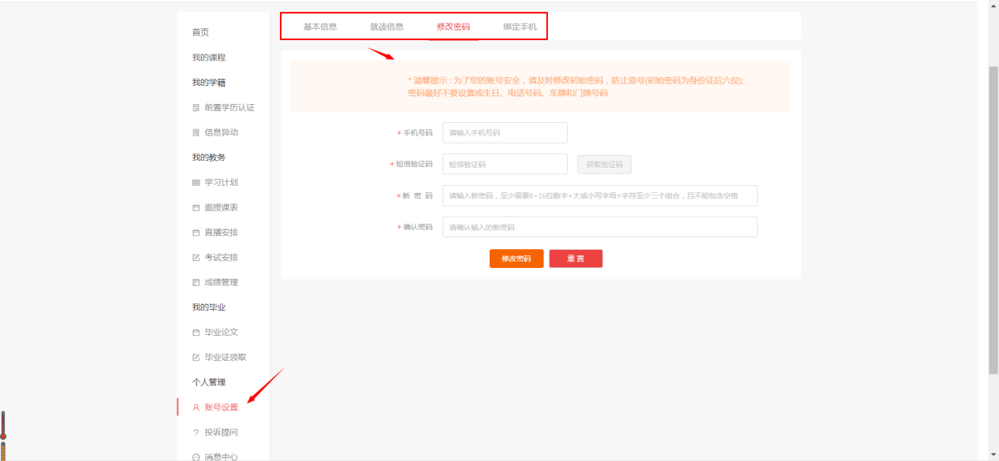 首页
我的课程
我的学籍
前置学历认证
信息异动
我的教务
学习计划
面授课表
直播安排
考试安排
成绩管理
我的毕业
毕业论文
毕业证领取
个人管理
账号设置
投诉提问
消息中心
基本信息 就读信息 修改密码 绑定手机
* 温馨提示 : 为了您的账号安全，请及时修改初始密码，防止盗号(初始密码为身份证后六位);
密码最好不要设置成生日、电话号码、车牌和门牌号码
* 手机号码 请输入手机号码
* 短信验证码 短信验证码 获取验证码
* 新 密 码 请输入新密码，至少需要6~16位数字+大或小写字母+字符至少三个组合，且不能包含空格
* 确认密码 请确认输入的新密码
修改密码 重 置